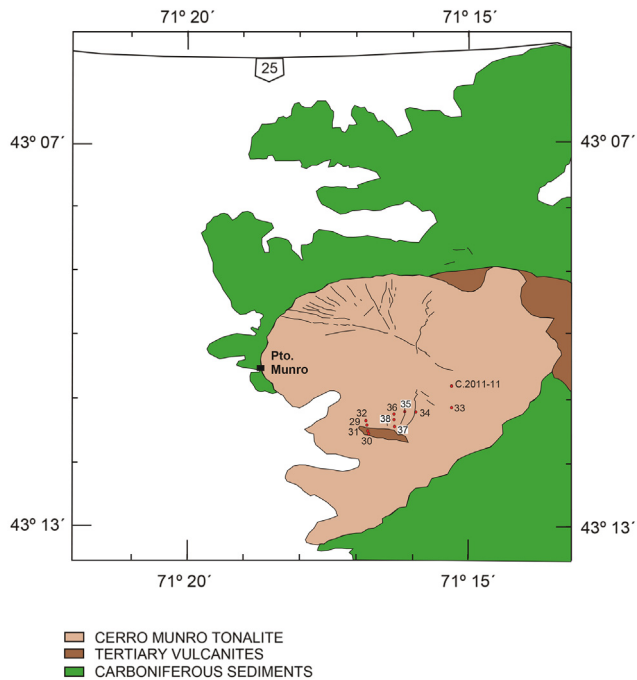 71º 20´ 71º 15´
25
43º 07´ 43º 07´
Pto.
Munro
C.2011-11
36 35
32 38 34 33
29
31 37
30
43º 13´ 43º 13´
71º 20´ 71º 15´
CERRO MUNRO TONALITE
TERTIARY VULCANITES
CARBONIFEROUS SEDIMENTS